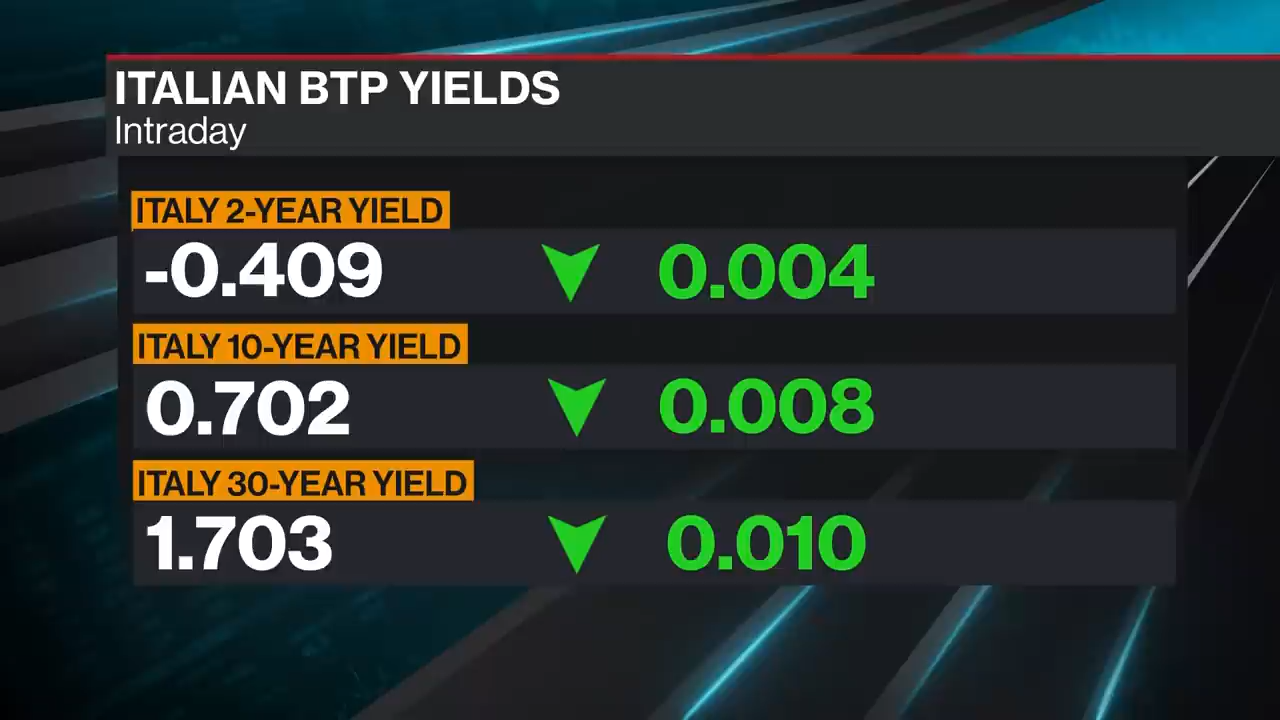 ITALIAN BTP YIELDS
Intraday
ITALY 2-YEAR YIELD
-0.409 0.004
ITALY 10-YEAR YIELD
0.702 0.008
ITALY 30-YEAR YIELD
1.703 0.010